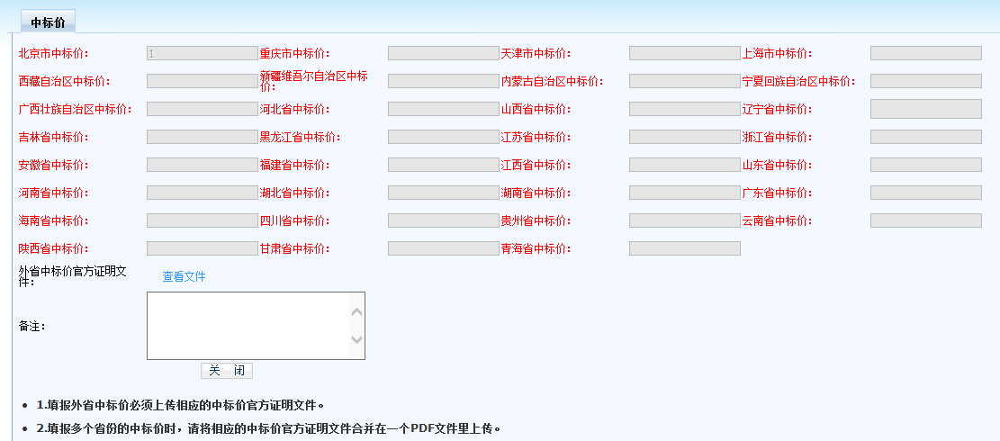 中标价
北京市中标价： 1 重庆市中标价： 天津市中标价： 上海市中标价：
西藏自治区中标价： 新疆维吾尔自治区中标价： 内蒙古自治区中标价： 宁夏回族自治区中标价：
广西壮族自治区中标价： 河北省中标价： 山西省中标价： 辽宁省中标价：
吉林省中标价： 黑龙江省中标价： 江苏省中标价： 浙江省中标价：
安徽省中标价： 福建省中标价： 江西省中标价： 山东省中标价：
河南省中标价： 湖北省中标价： 湖南省中标价： 广东省中标价：
海南省中标价： 四川省中标价： 贵州省中标价： 云南省中标价：
陕西省中标价： 甘肃省中标价： 青海省中标价：
外省中标价官方证明文件： 查看文件
备注：
关 闭
• 1.填报外省中标价必须上传相应的中标价官方证明文件。
• 2.填报多个省份的中标价时，请将相应的中标价官方证明文件合并在一个PDF文件里上传。